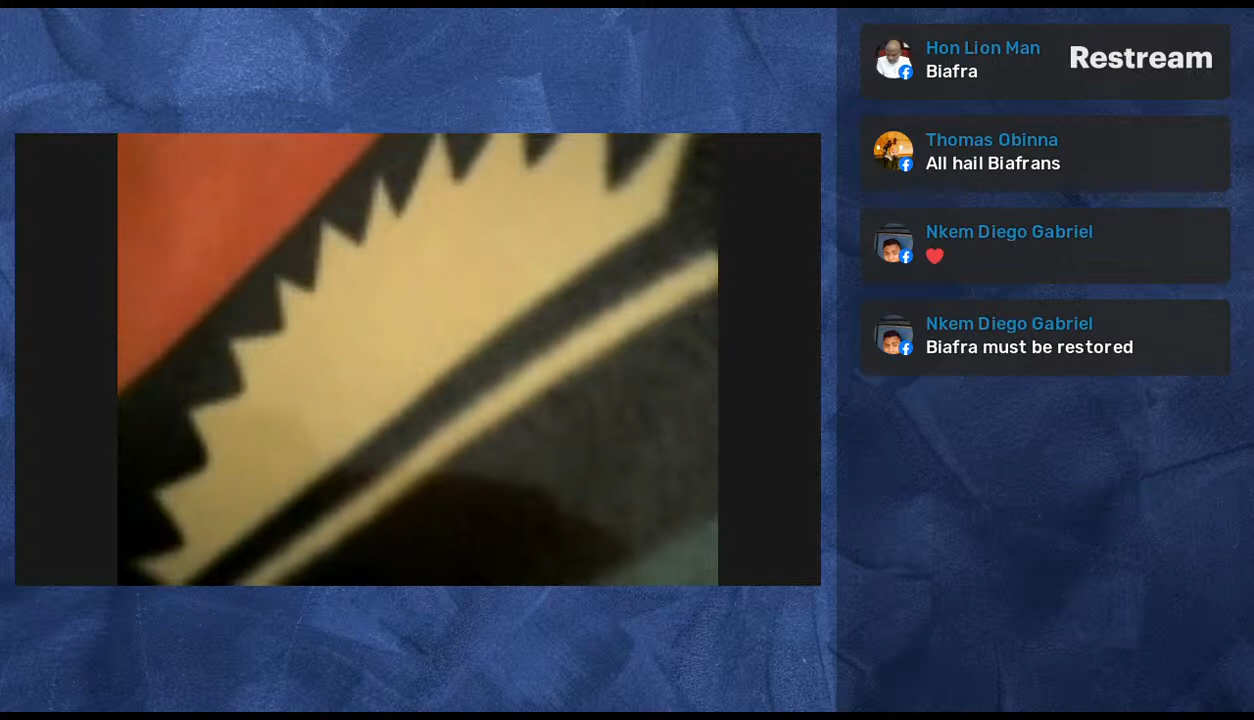 Hon Lion Man
Restream
Biafra
Thomas Obinna
All hail Biafrans
Nkem Diego Gabriel
❤️
Nkem Diego Gabriel
Biafra must be restored